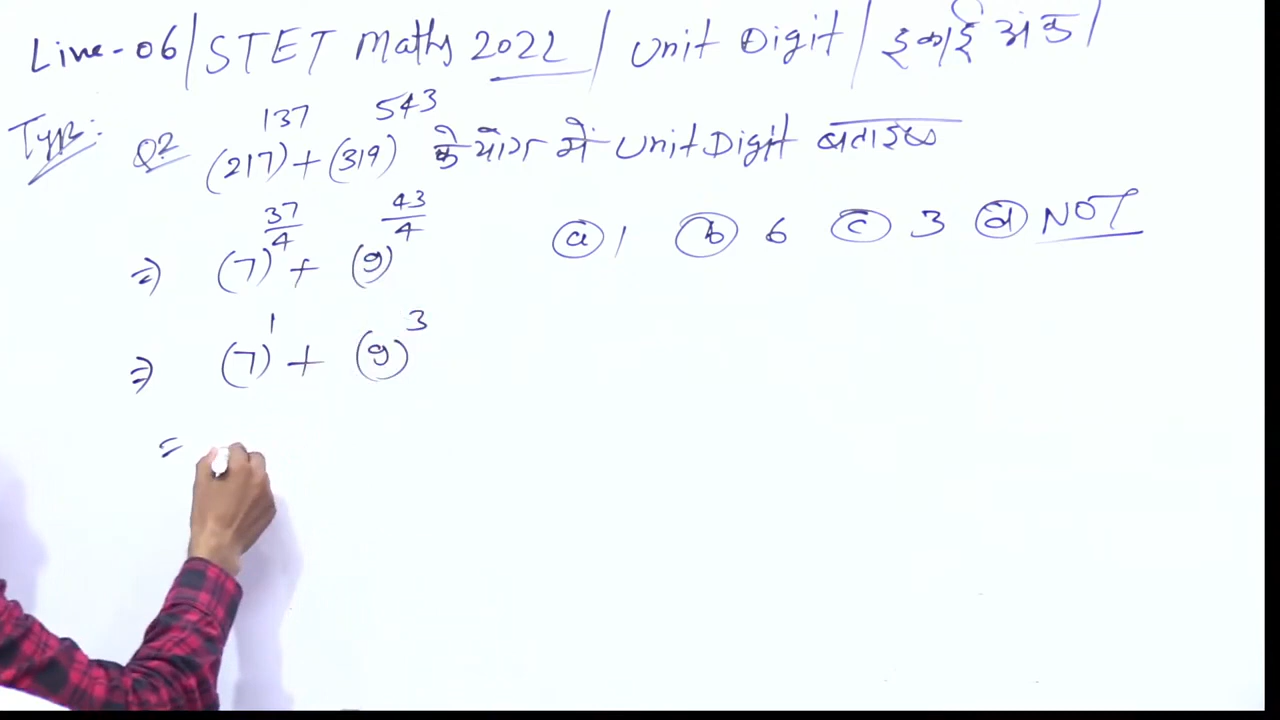 Line-06/STET Maths 2022/Unit Digit/इकाई अंक/
Type:
Q2 (217)^137 + (319)^543 के योग में Unit Digit बताइए
(a) 1 (b) 6 (c) 3 (d) NOT
⇒ (7)^37/4 + (9)^43/4
⇒ (7)^1 + (9)^3
=